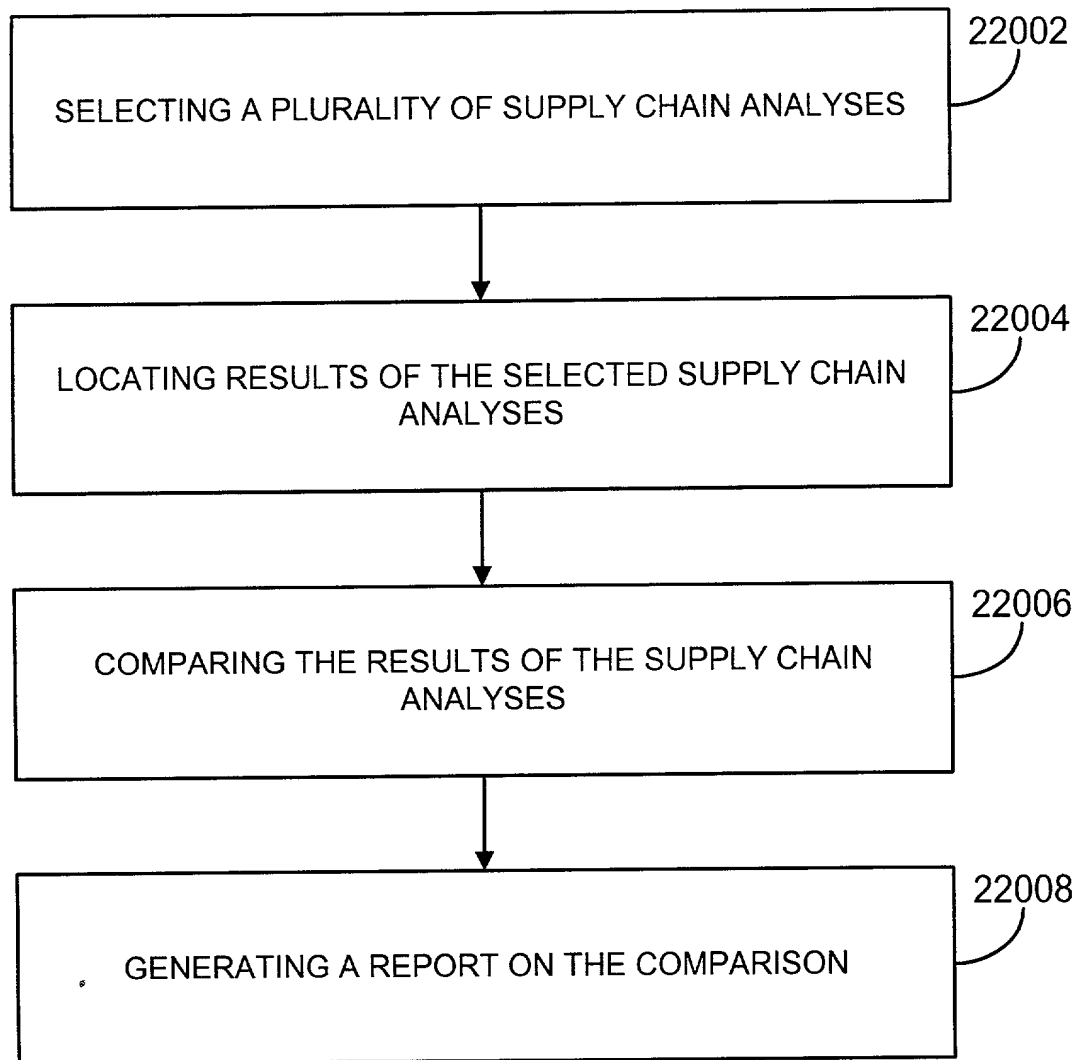 22002
SELECTING A PLURALITY OF SUPPLY CHAIN ANALYSES
22004
LOCATING RESULTS OF THE SELECTED SUPPLY CHAIN
ANALYSES
22006
COMPARING THE RESULTS OF THE SUPPLY CHAIN
ANALYSES
22008
GENERATING A REPORT ON THE COMPARISON